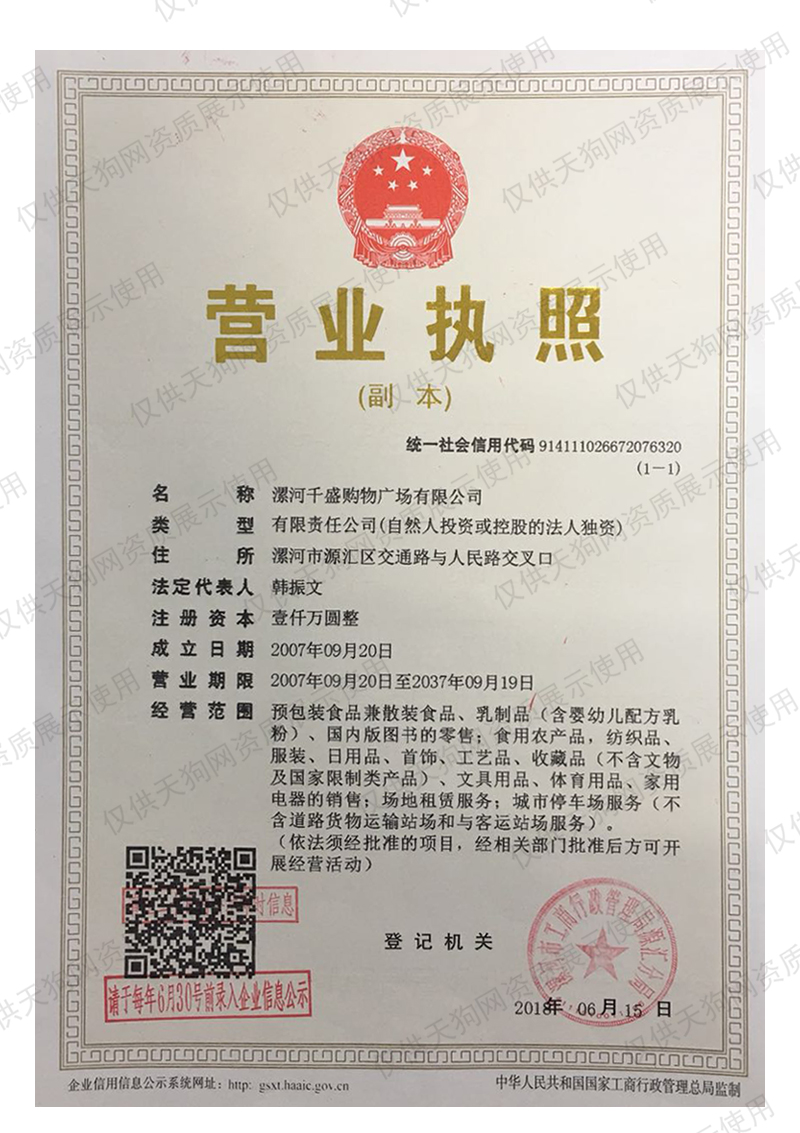 营业执照
(副 本)
统一社会信用代码 914111026672076320
(1-1)
名 称 漯河千盛购物广场有限公司
类 型 有限责任公司(自然人投资或控股的法人独资)
住 所 漯河市源汇区交通路与人民路交叉口
法定代表人 韩振文
注册资本 壹仟万圆整
成立日期 2007年09月20日
营业期限 2007年09月20日至2037年09月19日
经营范围 预包装食品兼散装食品、乳制品（含婴幼儿配方乳
粉）、国内版图书的零售；食用农产品，纺织品、
服装、日用品、首饰、工艺品、收藏品（不含文物
及国家限制类产品）、文具用品、体育用品、家用
电器的销售；场地租赁服务；城市停车场服务（不
含道路货物运输站场和与客运站场服务）。
（依法须经批准的项目，经相关部门批准后方可开
展经营活动）
时信息
请于每年6月30号前录入企业信息公示
登记机关
漯河市工商行政管理局源汇分局
2018年 06月 15 日
企业信用信息公示系统网址： http: gsxt.haaic.gov.cn
中华人民共和国国家工商行政管理总局监制
仅供天狗网资质展示使用